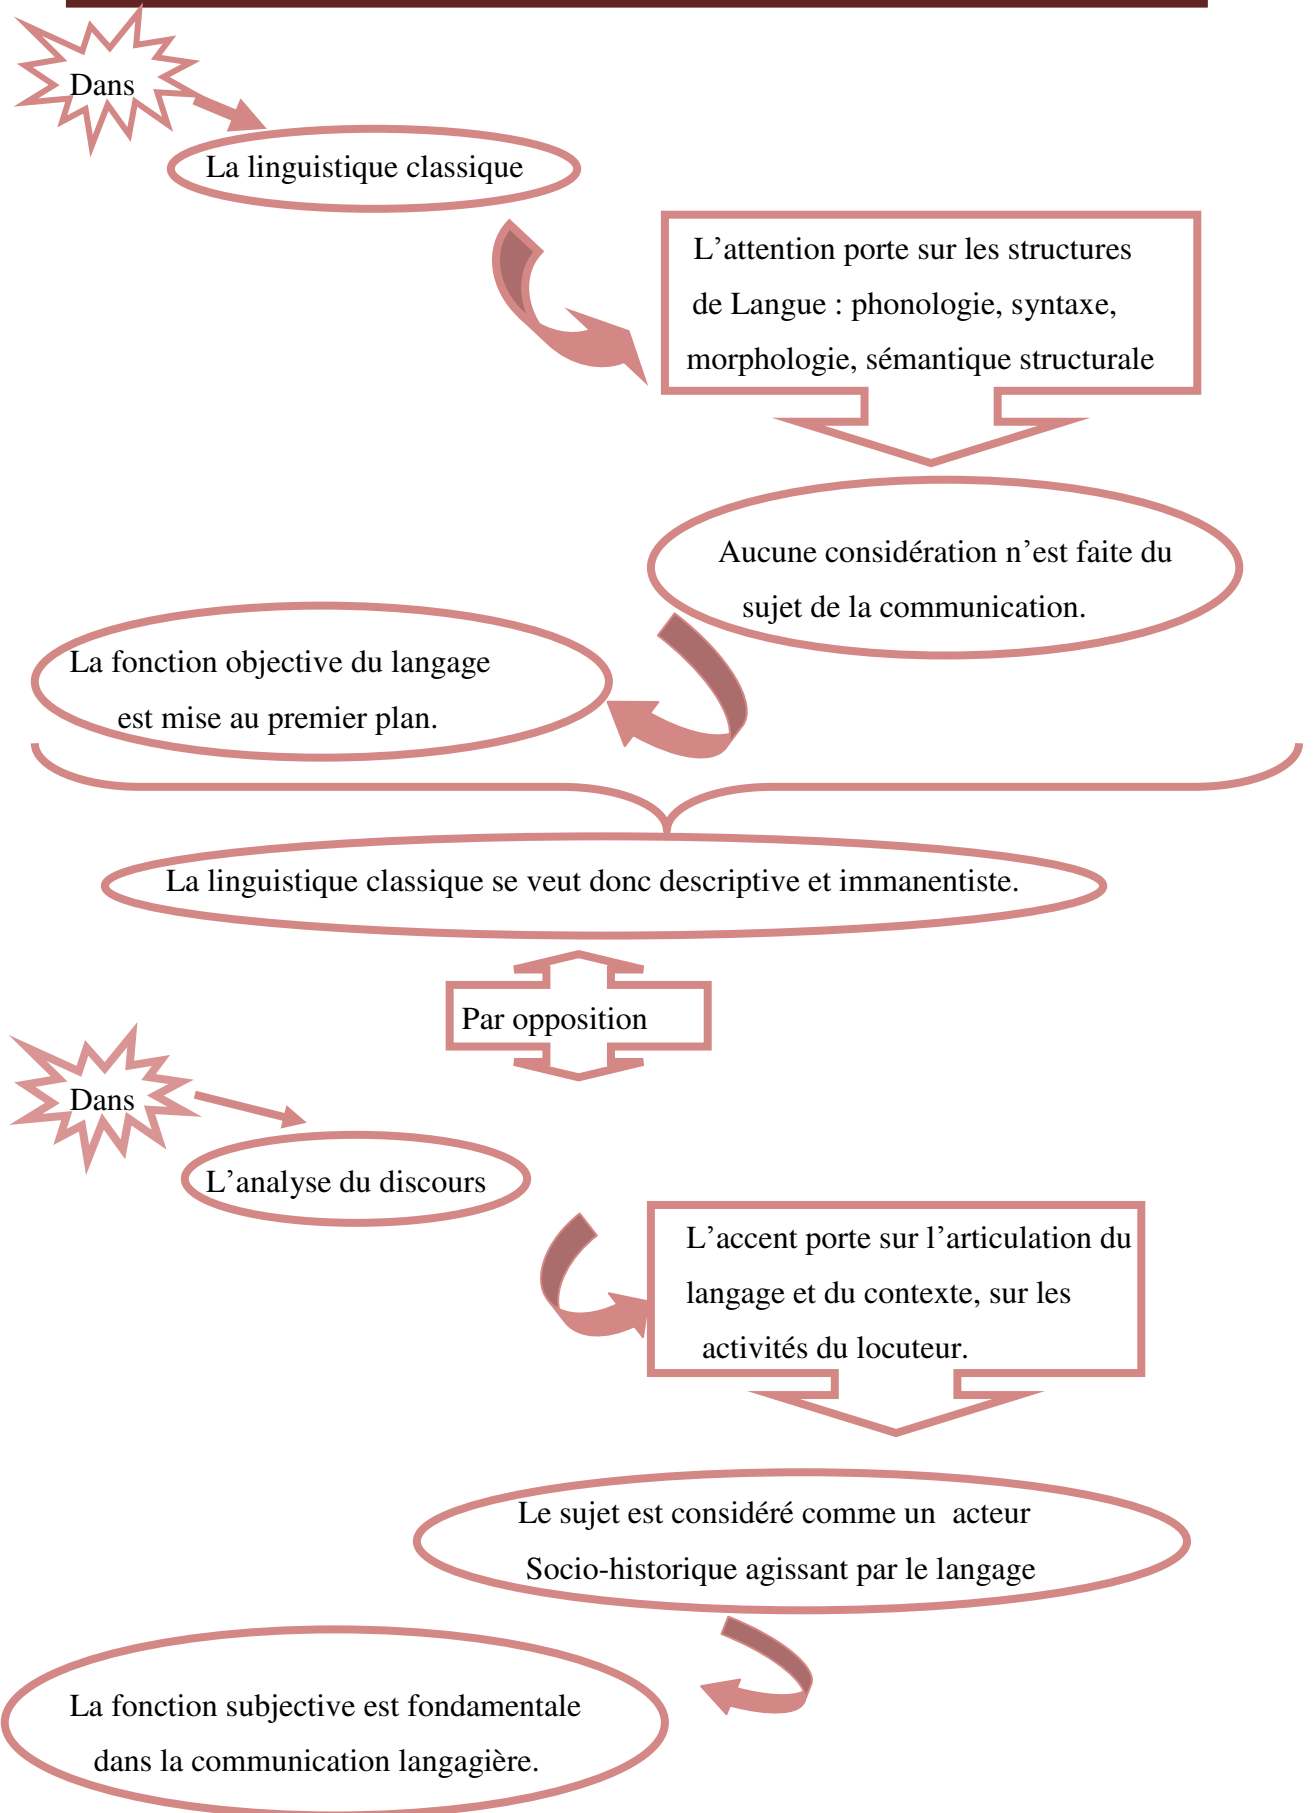 Dans
La linguistique classique
L’attention porte sur les structures
de Langue : phonologie, syntaxe,
morphologie, sémantique structurale
Aucune considération n’est faite du
sujet de la communication.
La fonction objective du langage
est mise au premier plan.
La linguistique classique se veut donc descriptive et immanentiste.
Par opposition
Dans
L’analyse du discours
L’accent porte sur l’articulation du
langage et du contexte, sur les
activités du locuteur.
Le sujet est considéré comme un  acteur
Socio-historique agissant par le langage
La fonction subjective est fondamentale
dans la communication langagière.